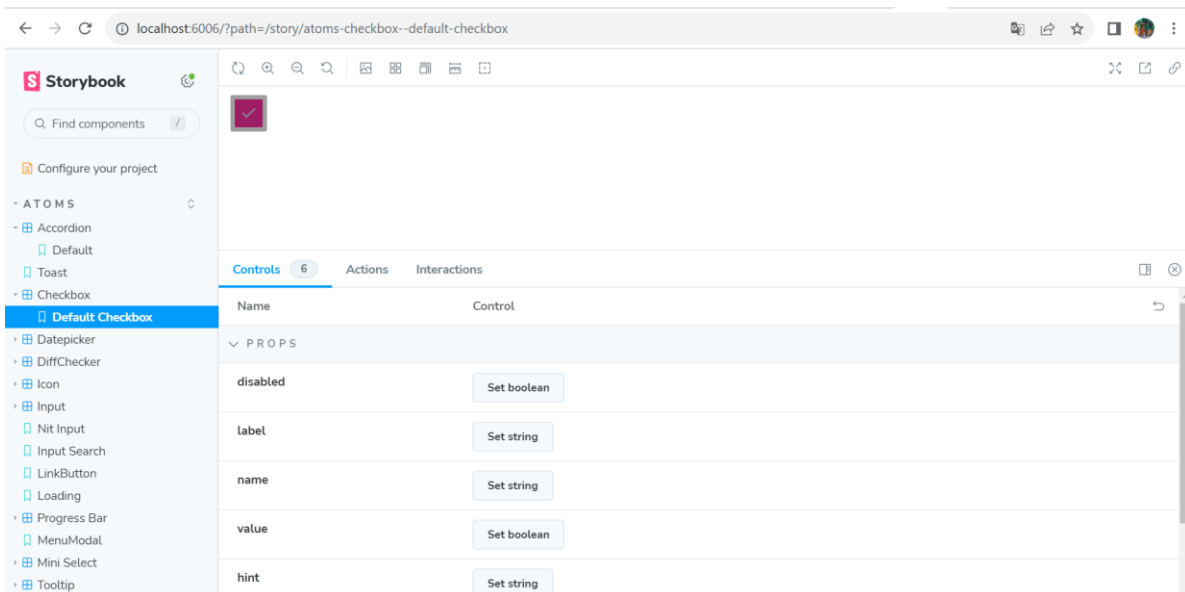 localhost:6006/?path=/story/atoms-checkbox--default-checkbox
S Storybook
Find components /
Configure your project
ATOMS
Accordion
Default
Toast
Checkbox
Default Checkbox
Datepicker
DiffChecker
Icon
Input
Nit Input
Input Search
LinkButton
Loading
Progress Bar
MenuModal
Mini Select
Tooltip
Controls 6 Actions Interactions
Name Control
PROPS
disabled Set boolean
label Set string
name Set string
value Set boolean
hint Set string